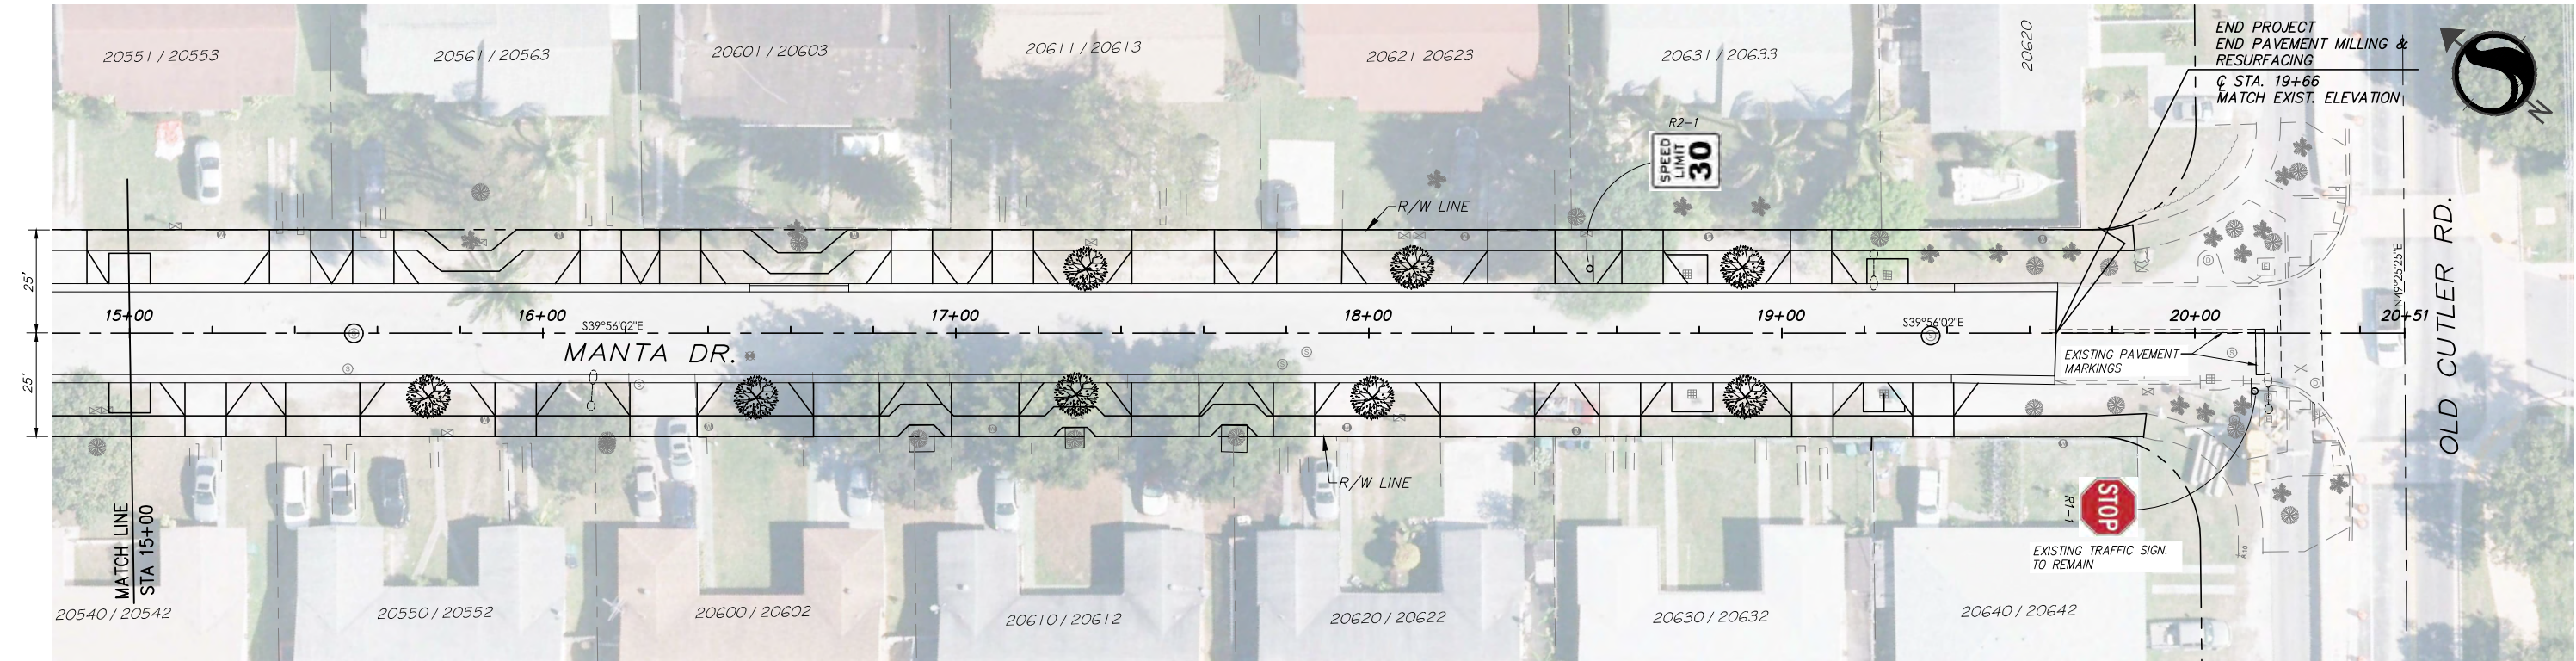 20551 / 20553
20561 / 20563
20601 / 20603
20611 / 20613
20621 20623
20631 / 20633
20620
END PROJECT
END PAVEMENT MILLING &
RESURFACING
℄ STA. 19+66
MATCH EXIST. ELEVATION
N
R2-1
SPEED
LIMIT
30
R/W LINE
25'
25'
15+00
16+00
17+00
18+00
19+00
20+00
20+51
S39°56'02"E
S39°56'02"E
N49°25'25"E
MANTA DR.
OLD CUTLER RD.
EXISTING PAVEMENT
MARKINGS
R/W LINE
MATCH LINE
STA 15+00
R1-1
STOP
EXISTING TRAFFIC SIGN.
TO REMAIN
20540 / 20542
20550 / 20552
20600 / 20602
20610 / 20612
20620 / 20622
20630 / 20632
20640 / 20642